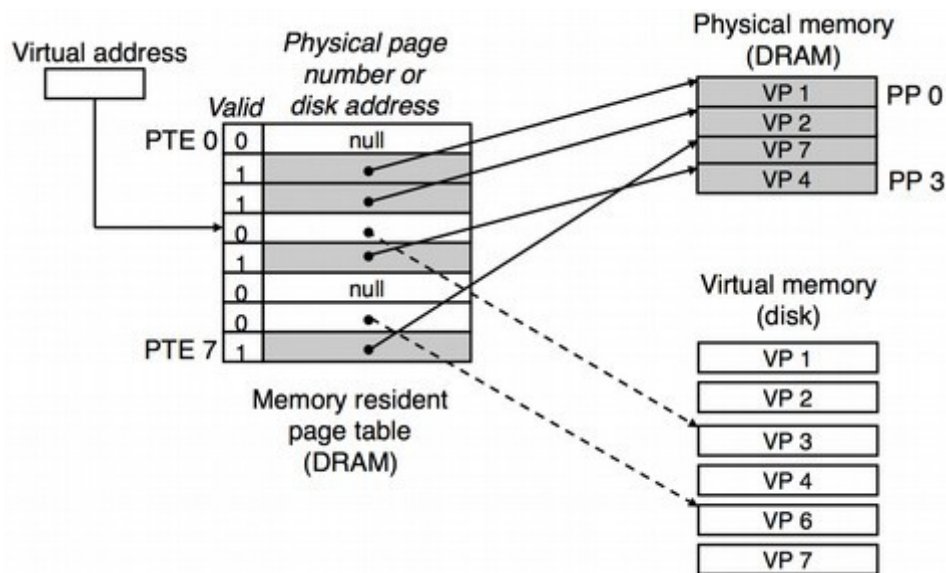 Virtual address
Physical page
number or
disk address
Valid
PTE 0
0
null
1
1
0
1
0
null
0
PTE 7
1
Memory resident
page table
(DRAM)
Physical memory
(DRAM)
VP 1
PP 0
VP 2
VP 7
VP 4
PP 3
Virtual memory
(disk)
VP 1
VP 2
VP 3
VP 4
VP 6
VP 7